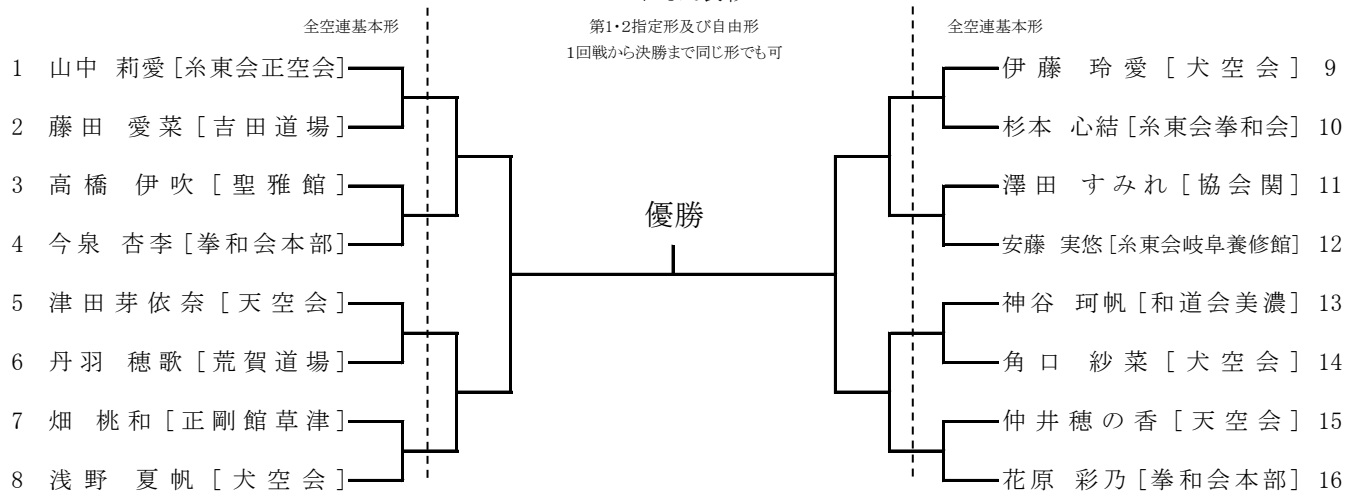 全空連基本形
第1・2指定形及び自由形
1回戦から決勝まで同じ形でも可
全空連基本形
1 山中 莉愛 [糸東会正空会]
2 藤田 愛菜 [吉田道場]
3 高橋 伊吹 [聖雅館]
4 今泉 杏李 [拳和会本部]
5 津田芽依奈 [天空会]
6 丹羽 穂歌 [荒賀道場]
7 畑 桃和 [正剛館草津]
8 浅野 夏帆 [犬空会]
優勝
伊藤 玲愛 [犬空会] 9
杉本 心結 [糸東会拳和会] 10
澤田 すみれ [協会関] 11
安藤 実悠 [糸東会岐阜養修館] 12
神谷 珂帆 [和道会美濃] 13
角口 紗菜 [犬空会] 14
仲井穂の香 [天空会] 15
花原 彩乃 [拳和会本部] 16